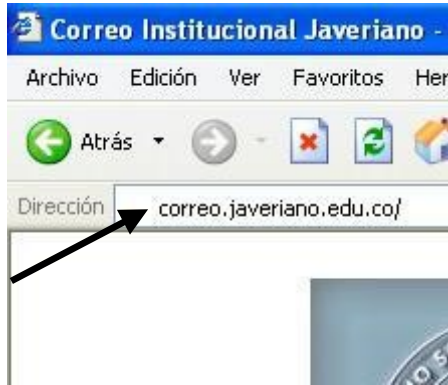 Correo Institucional Javeriano -
Archivo Edición Ver Favoritos Her
Atrás
Dirección correo.javeriano.edu.co/